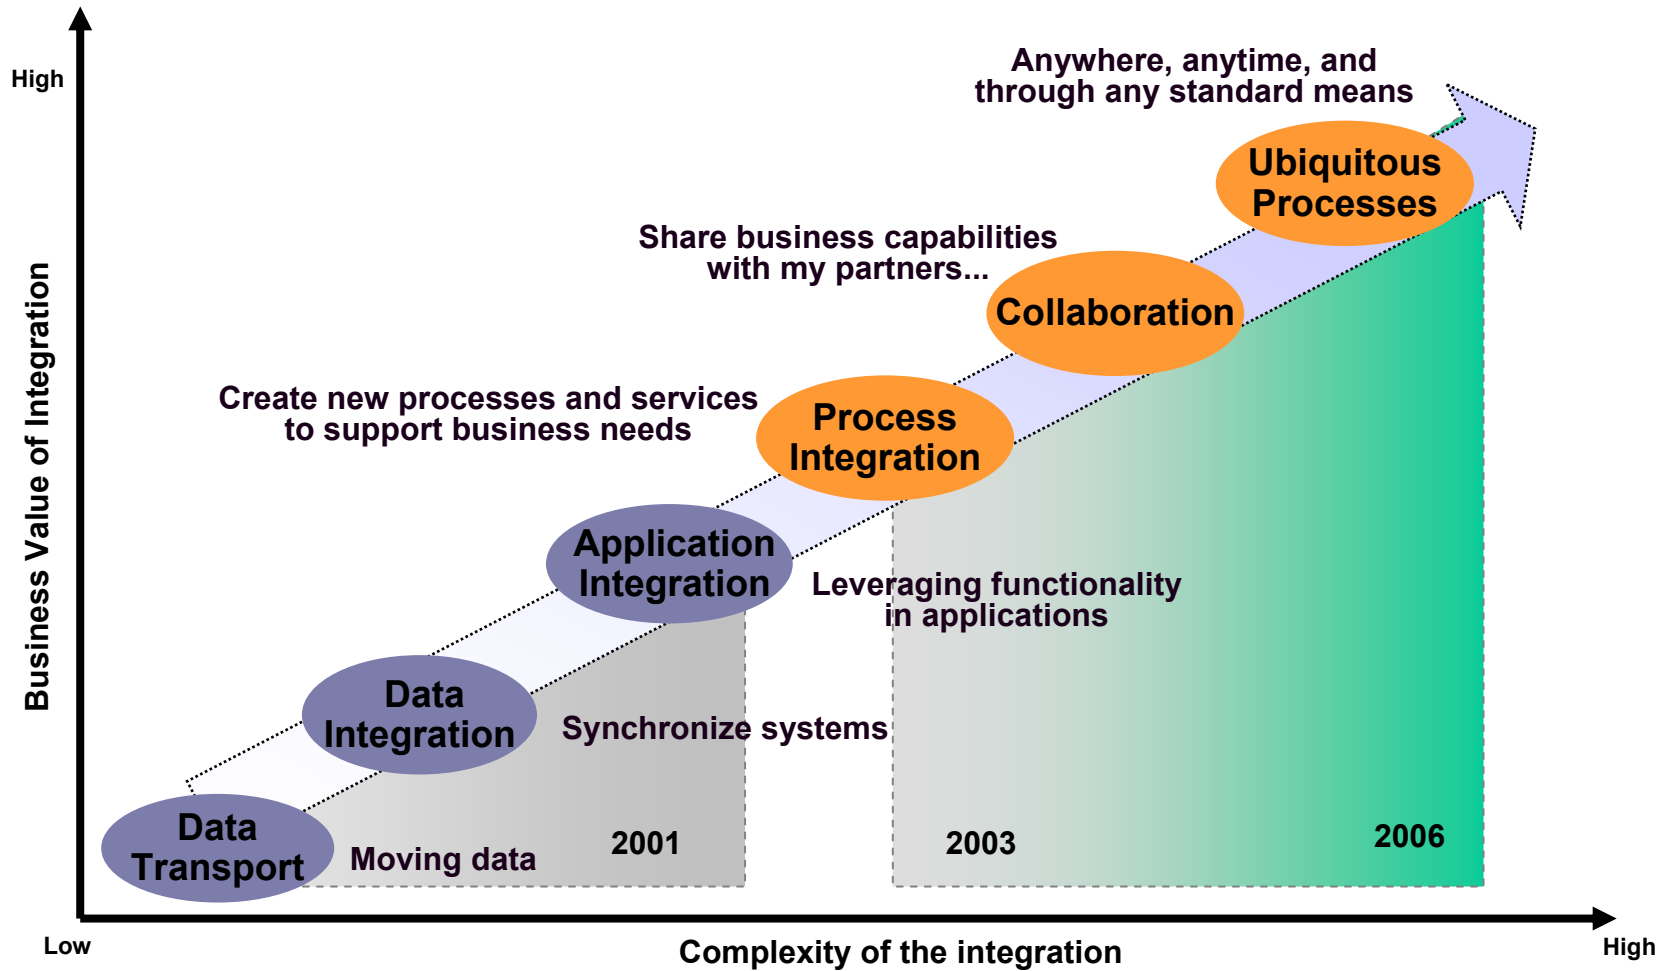 High
Anywhere, anytime, and
through any standard means
Ubiquitous
Processes
Share business capabilities
with my partners...
Collaboration
Create new processes and services
to support business needs
Process
Integration
Application
Integration
Leveraging functionality
in applications
Business Value of Integration
Data
Integration
Synchronize systems
Data
Transport
Moving data
2001
2003
2006
Low
Complexity of the integration
High